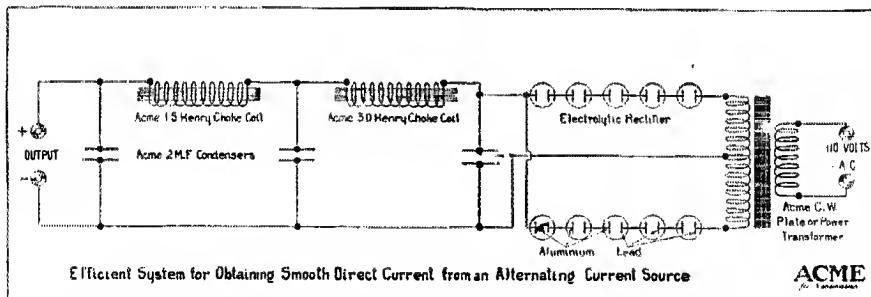 Acme 1.5 Henry Choke Coil
Acme 3.0 Henry Choke Coil
Electrolytic Rectifier
+
OUTPUT
-
Acme 2 M.F Condensers
110 VOLTS
A C
Acme C.W.
Plate or Power
Transformer
Aluminium
Lead
Efficient System for Obtaining Smooth Direct Current from an Alternating Current Source
ACME
for